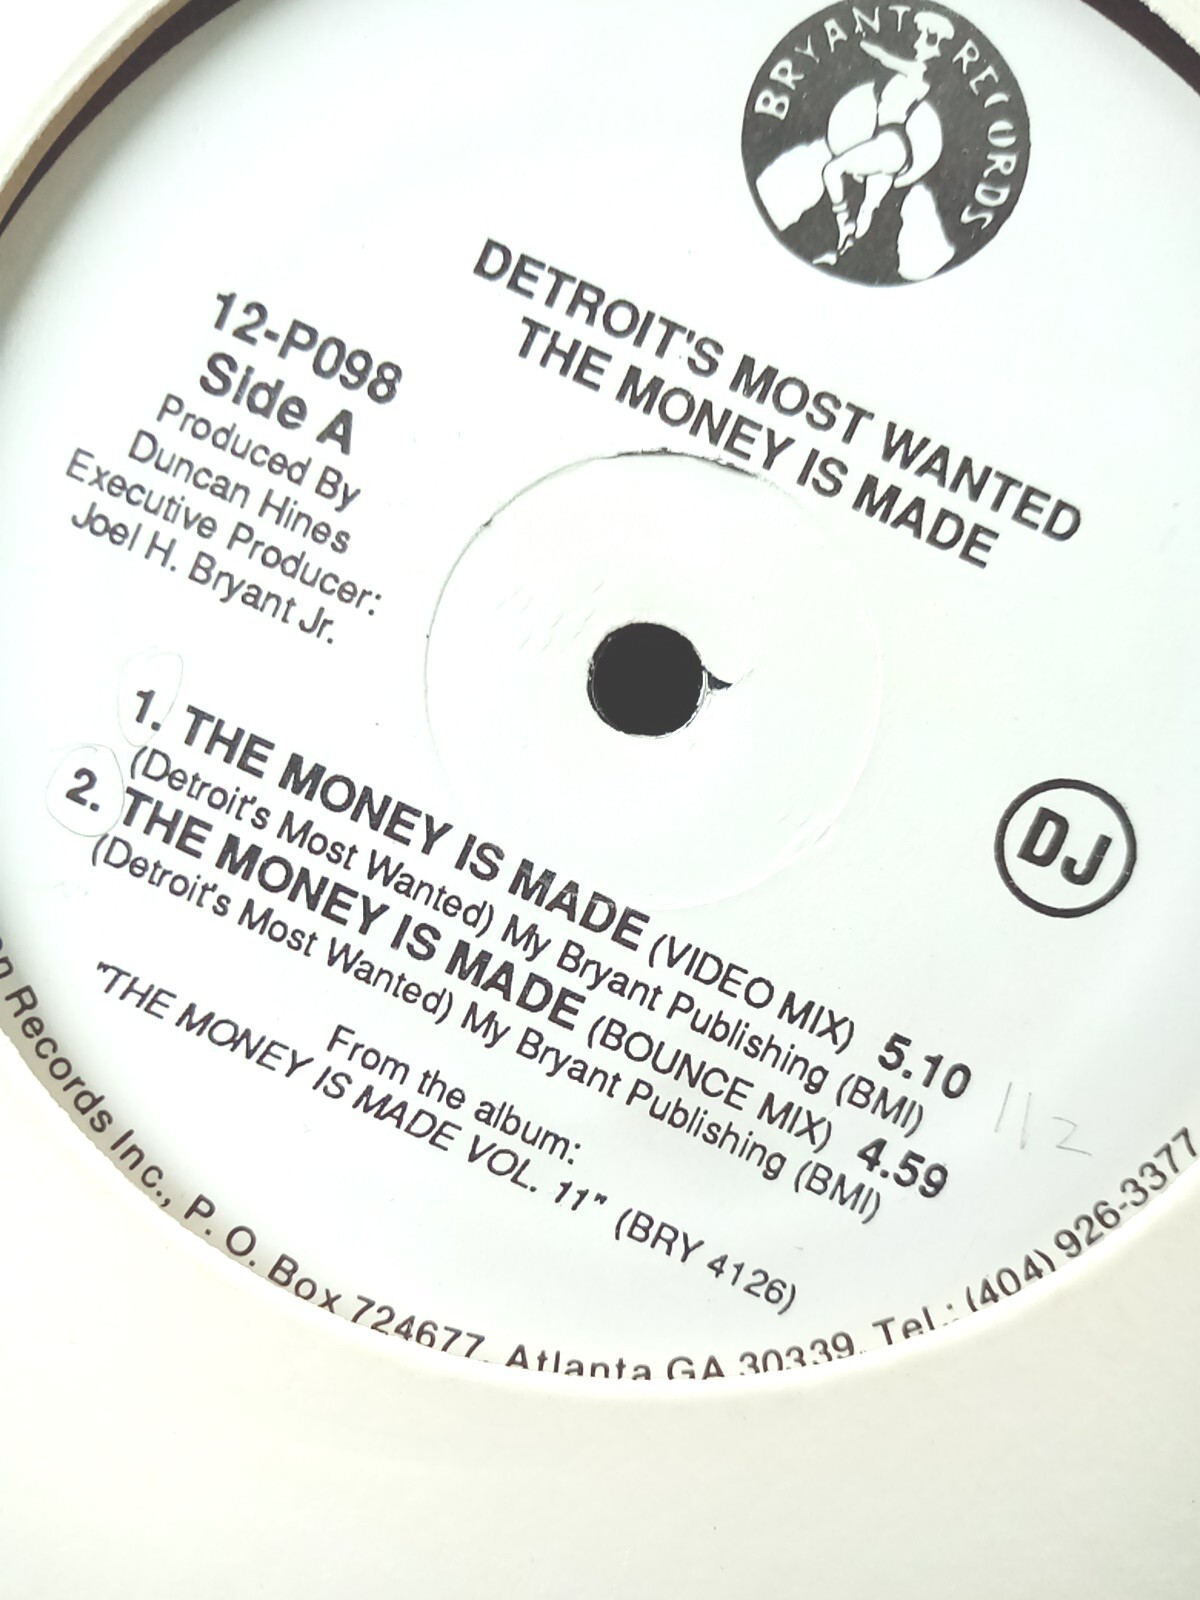 BRYANT RECORDS
DETROIT'S MOST WANTED
THE MONEY IS MADE
12-P098
Side A
Produced By
Duncan Hines
Executive Producer:
Joel H. Bryant Jr.
DJ
1. THE MONEY IS MADE (VIDEO MIX) 5.10
(Detroit's Most Wanted) My Bryant Publishing (BMI)
2. THE MONEY IS MADE (BOUNCE MIX) 4.59
(Detroit's Most Wanted) My Bryant Publishing (BMI)
112
From the album:
"THE MONEY IS MADE VOL. 11" (BRY 4126)
Records Inc., P. O. Box 724677, Atlanta GA 30339, Tel.: (404) 926-3377